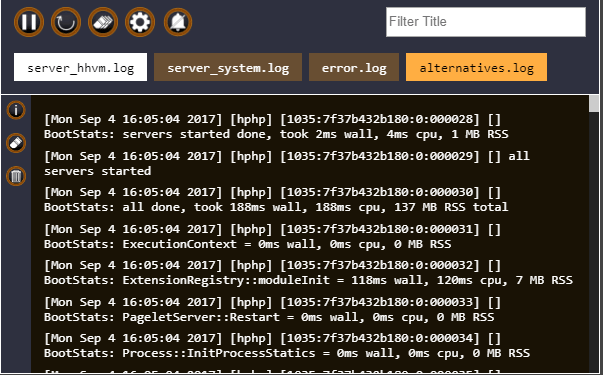 Filter Title
server_hhvm.log server_system.log error.log alternatives.log
[Mon Sep 4 16:05:04 2017] [hphp] [1035:7f37b432b180:0:000028] []
BootStats: servers started done, took 2ms wall, 4ms cpu, 1 MB RSS
[Mon Sep 4 16:05:04 2017] [hphp] [1035:7f37b432b180:0:000029] [] all
servers started
[Mon Sep 4 16:05:04 2017] [hphp] [1035:7f37b432b180:0:000030] []
BootStats: all done, took 188ms wall, 188ms cpu, 137 MB RSS total
[Mon Sep 4 16:05:04 2017] [hphp] [1035:7f37b432b180:0:000031] []
BootStats: ExecutionContext = 0ms wall, 0ms cpu, 0 MB RSS
[Mon Sep 4 16:05:04 2017] [hphp] [1035:7f37b432b180:0:000032] []
BootStats: ExtensionRegistry::moduleInit = 118ms wall, 120ms cpu, 7 MB RSS
[Mon Sep 4 16:05:04 2017] [hphp] [1035:7f37b432b180:0:000033] []
BootStats: PageletServer::Restart = 0ms wall, 0ms cpu, 0 MB RSS
[Mon Sep 4 16:05:04 2017] [hphp] [1035:7f37b432b180:0:000034] []
BootStats: Process::InitProcessStatics = 0ms wall, 0ms cpu, 0 MB RSS